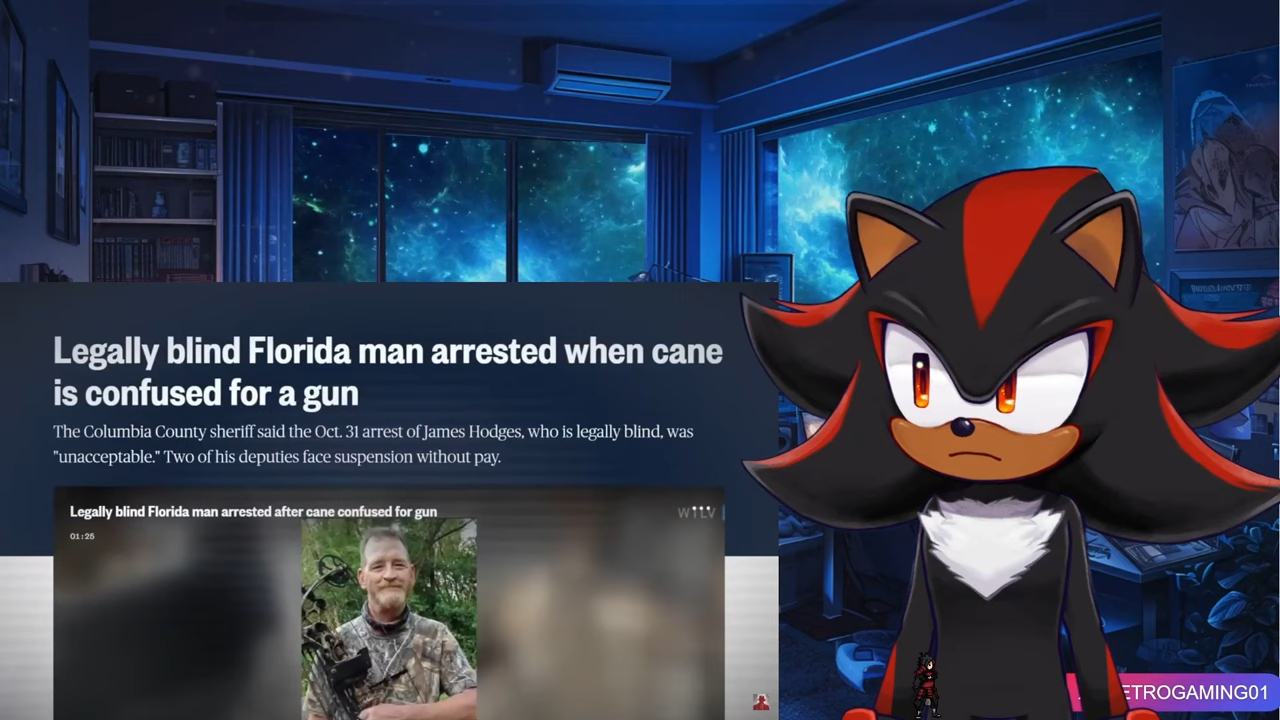 Legally blind Florida man arrested when cane
is confused for a gun
The Columbia County sheriff said the Oct. 31 arrest of James Hodges, who is legally blind, was
"unacceptable." Two of his deputies face suspension without pay.
Legally blind Florida man arrested after cane confused for gun
WTLV
01:25
ETROGAMING01